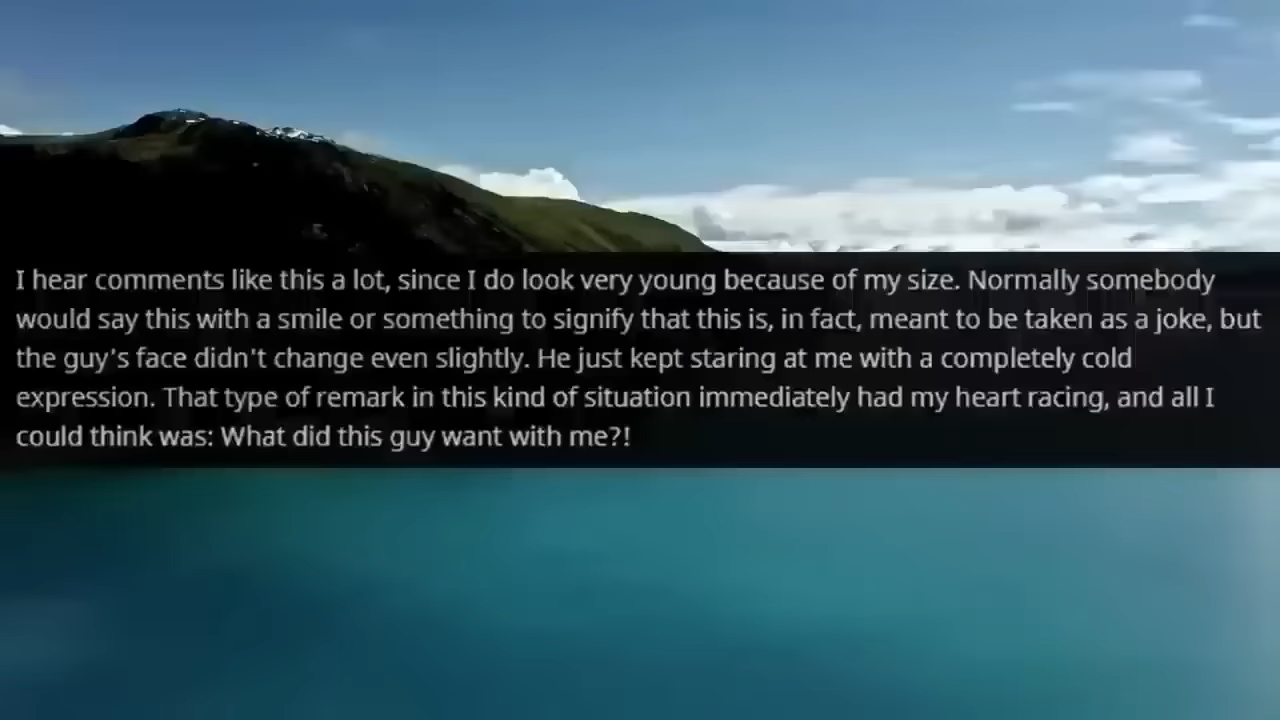 I hear comments like this a lot, since I do look very young because of my size. Normally somebody
would say this with a smile or something to signify that this is, in fact, meant to be taken as a joke, but
the guy's face didn't change even slightly. He just kept staring at me with a completely cold
expression. That type of remark in this kind of situation immediately had my heart racing, and all I
could think was: What did this guy want with me?!